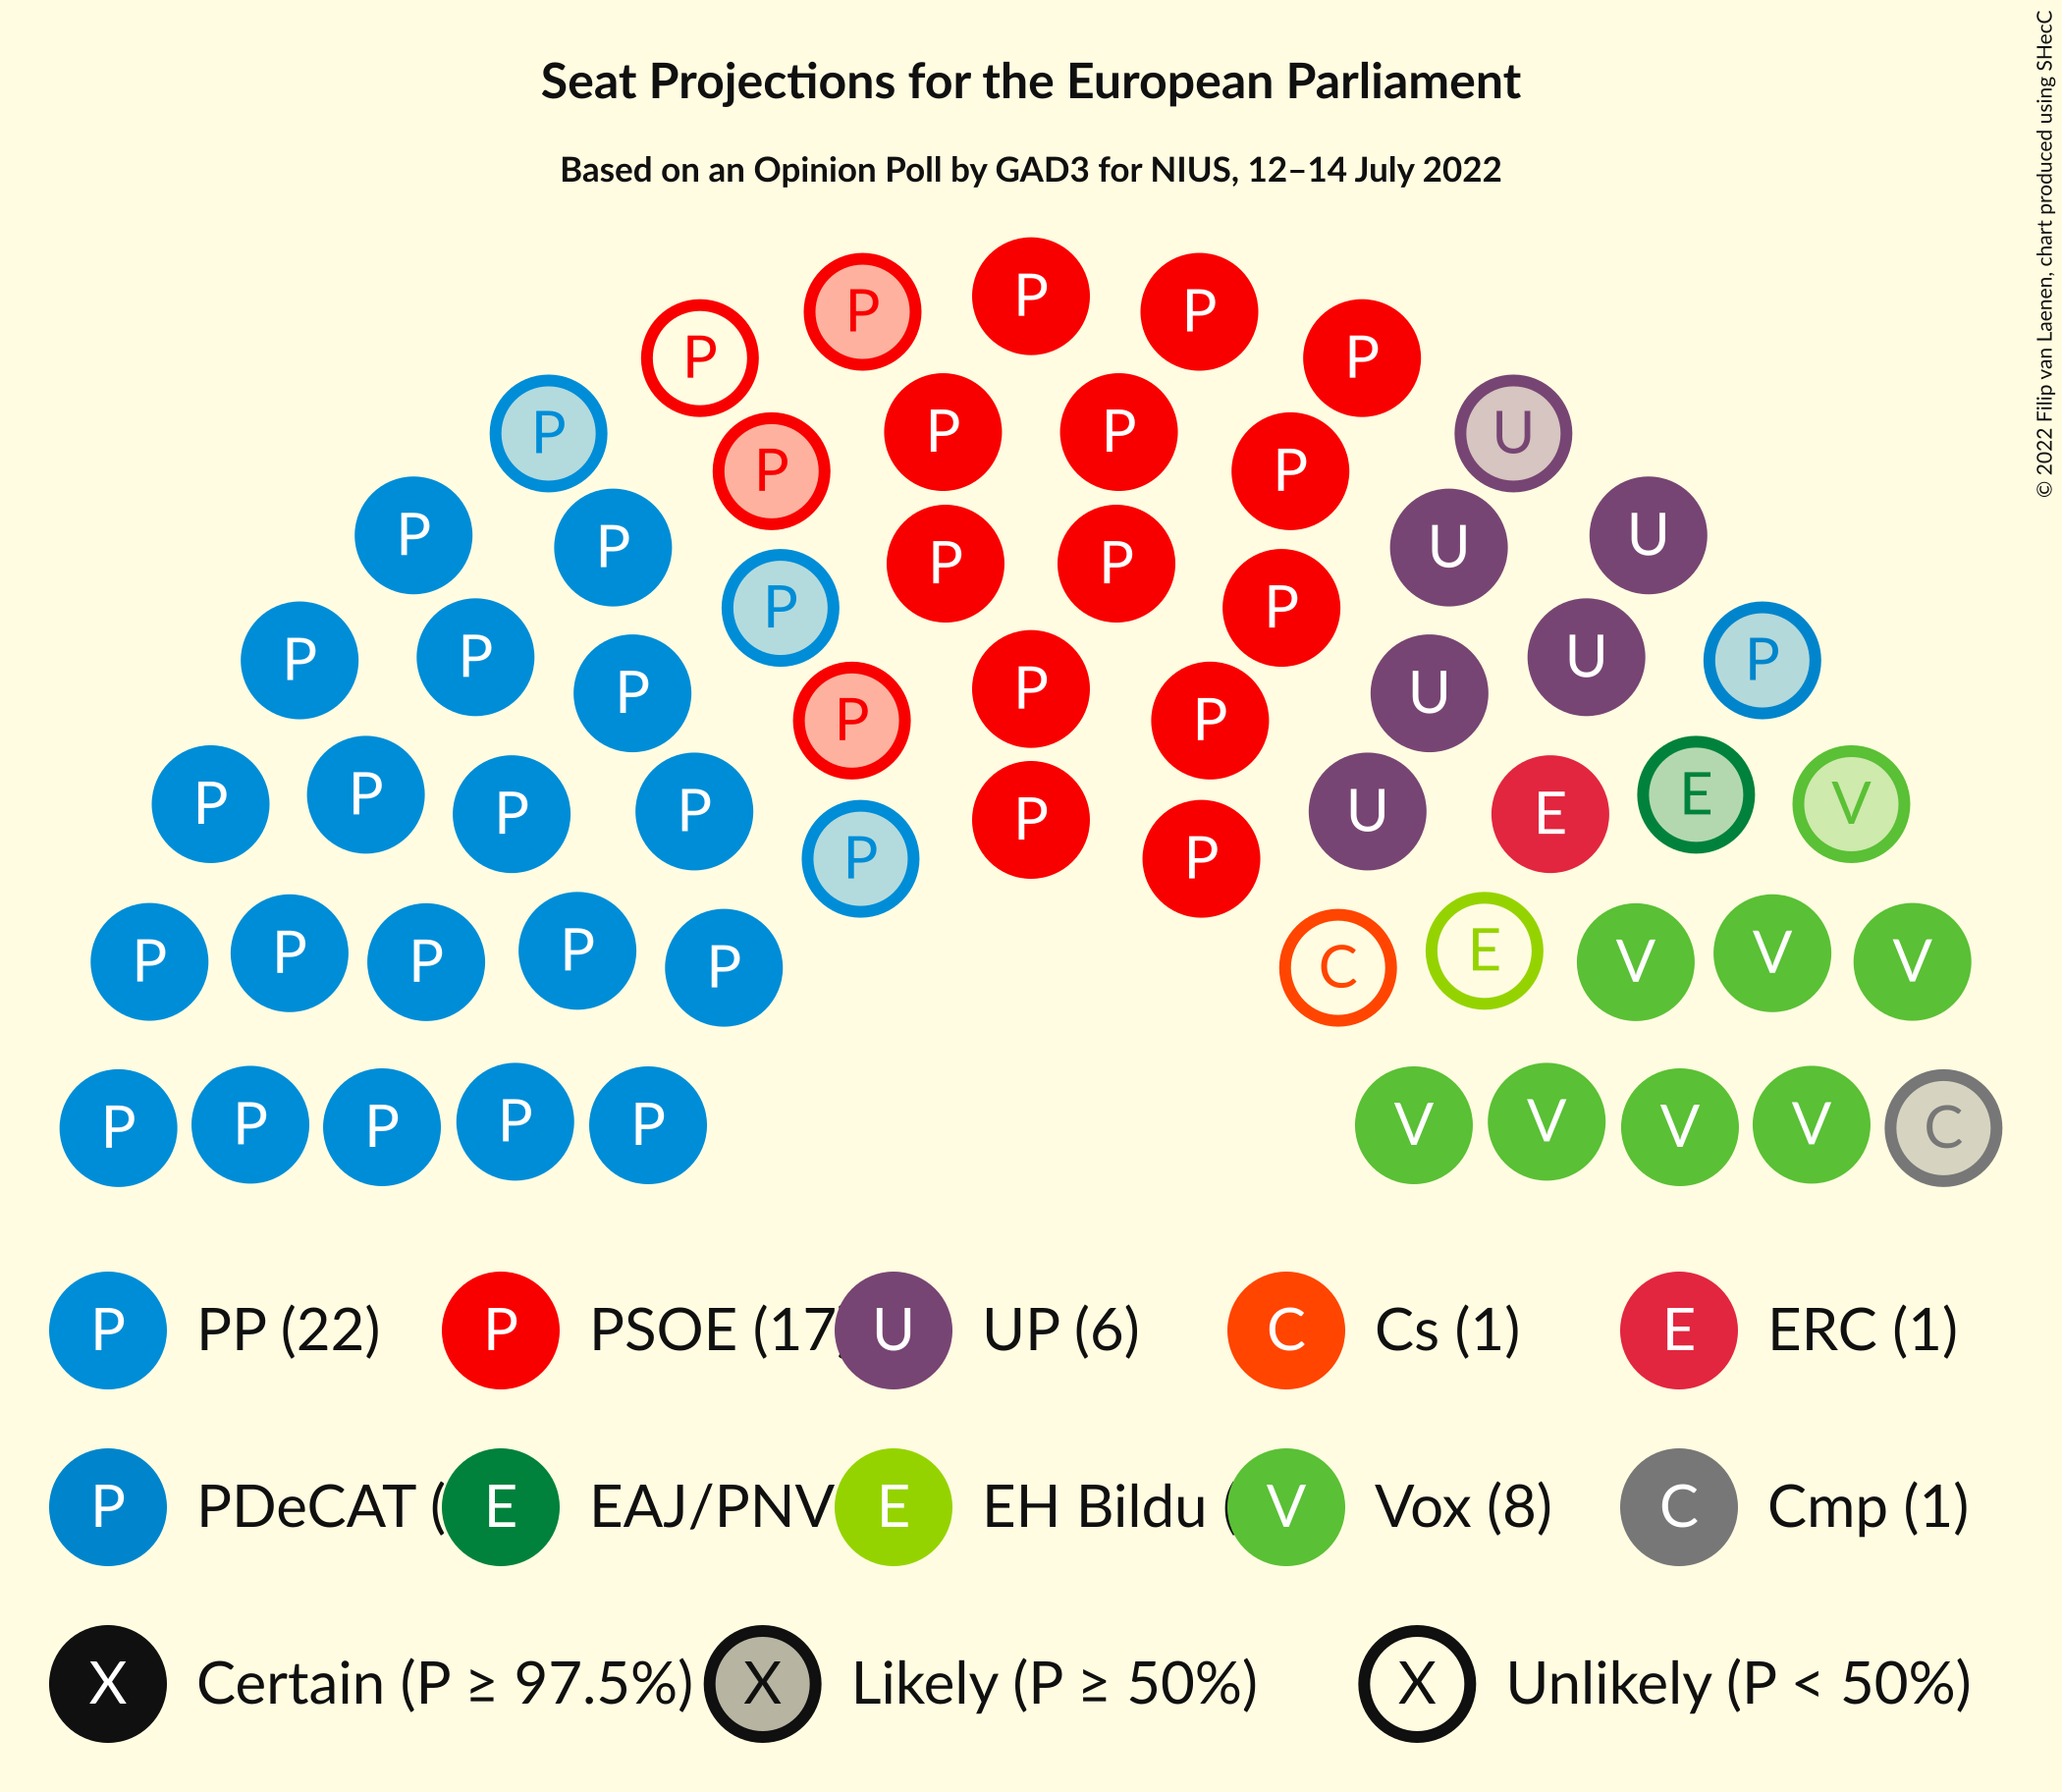 Seat Projections for the European Parliament
Based on an Opinion Poll by GAD3 for NIUS, 12–14 July 2022
© 2022 Filip van Laenen, chart produced using SHecC
P
P P
P P
P P P
P U
P P
P P P
P P U U
P P P
P P P
P P U U P
P P
P P P P P U E E V
P P
P P P P P C E V V V
P P P P P V V V V C
P PP (22) P PSOE (17 U UP (6) C Cs (1) E ERC (1)
P PDeCAT ( E EAJ/PNV E EH Bildu ( V Vox (8) C Cmp (1)
X Certain (P ≥ 97.5%) X Likely (P ≥ 50%) X Unlikely (P < 50%)